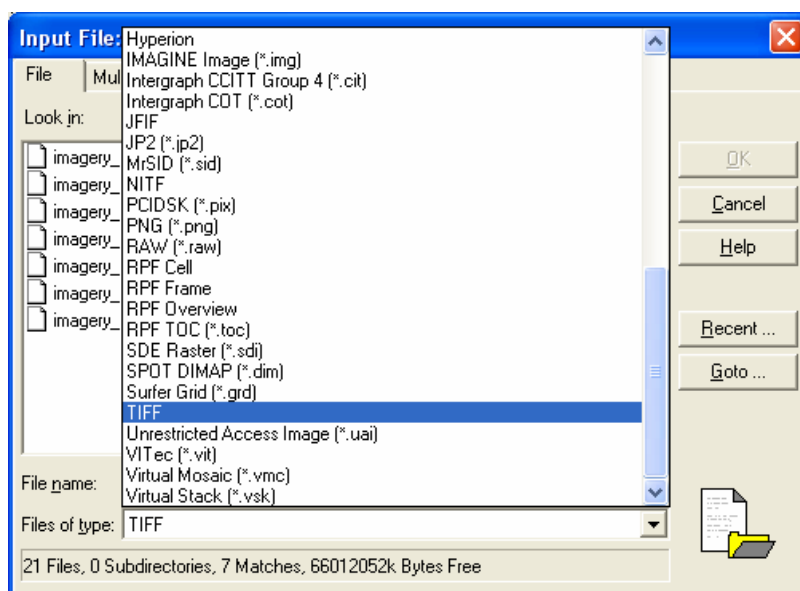 Input File:
Hyperion
IMAGINE Image (*.img)
Intergraph CCITT Group 4 (*.cit)
Intergraph COT (*.cot)
JFIF
JP2 (*.jp2)
MrSID (*.sid)
NITF
PCIDSK (*.pix)
PNG (*.png)
RAW (*.raw)
RPF Cell
RPF Frame
RPF Overview
RPF TOC (*.toc)
SDE Raster (*.sdi)
SPOT DIMAP (*.dim)
Surfer Grid (*.grd)
TIFF
Unrestricted Access Image (*.uai)
VITec (*.vit)
Virtual Mosaic (*.vmc)
Virtual Stack (*.vsk)
File
Mul
Look in:
imagery_
imagery_
imagery_
imagery_
imagery_
imagery_
imagery_
OK
Cancel
Help
Recent ...
Goto ...
File name:
Files of type: TIFF
21 Files, 0 Subdirectories, 7 Matches, 66012052k Bytes Free